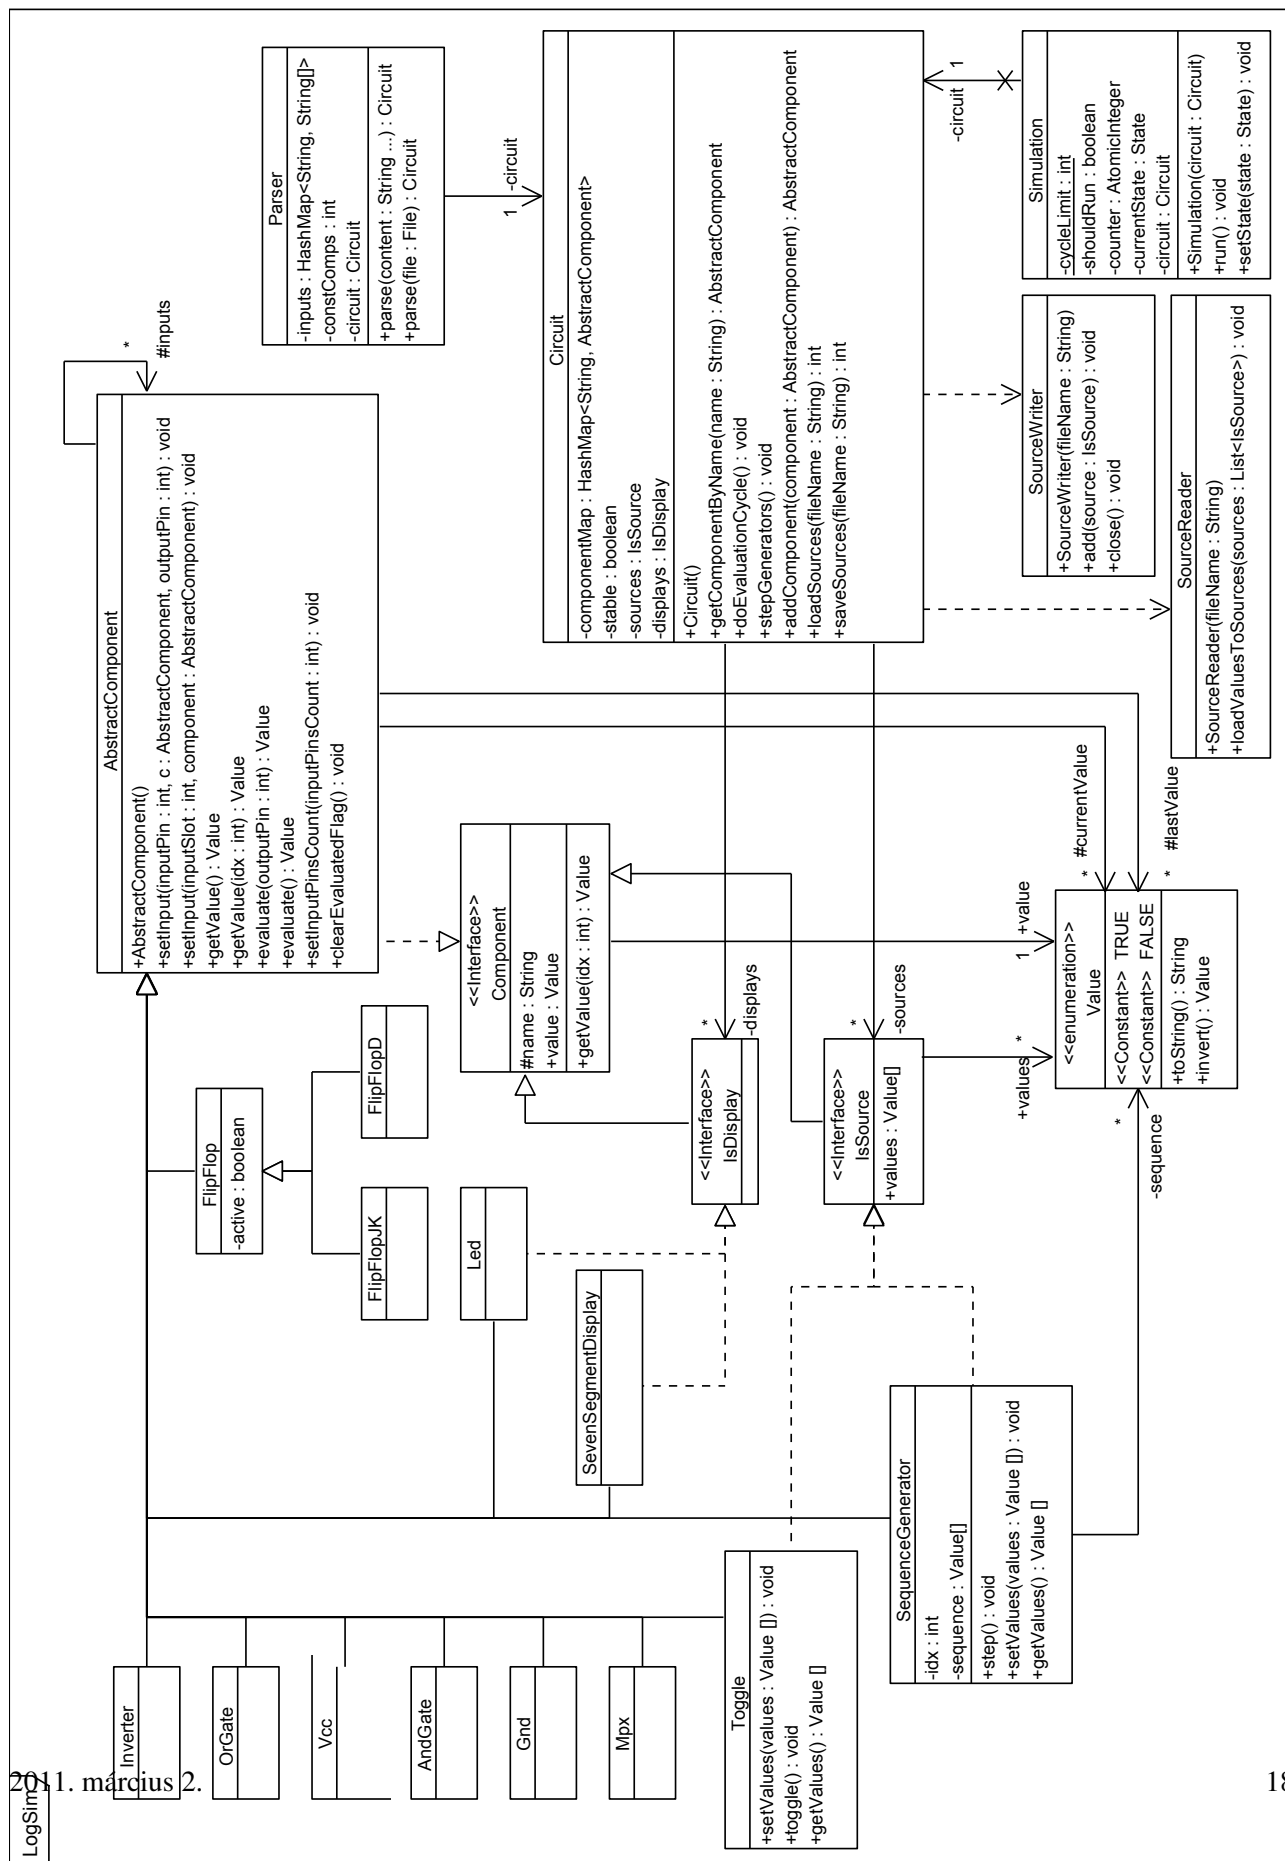 LogSim
Inverter
OrGate
Vcc
AndGate
Gnd
Mpx
Toggle
+setValues(values : Value []) : void
+toggle() : void
+getValues() : Value []
SequenceGenerator
-idx : int
-sequence : Value[]
+step() : void
+setValues(values : Value []) : void
+getValues() : Value []
FlipFlop
-active : boolean
FlipFlopJK
FlipFlopD
Led
SevenSegmentDisplay
<<Interface>>
IsDisplay
<<Interface>>
IsSource
+values : Value[]
<<Interface>>
Component
#name : String
+value : Value
+getValue(idx : int) : Value
AbstractComponent
+AbstractComponent()
+setInput(inputPin : int, c : AbstractComponent, outputPin : int) : void
+setInput(inputSlot : int, component : AbstractComponent) : void
+getValue() : Value
+getValue(idx : int) : Value
+evaluate(outputPin : int) : Value
+evaluate() : Value
+setInputPinsCount(inputPinsCount : int) : void
+clearEvaluatedFlag() : void
*
#inputs
<<enumeration>>
Value
<<Constant>> TRUE
<<Constant>> FALSE
+toString() : String
+invert() : Value
*
-sequence
+values
*
1
+value
*
#currentValue
*
#lastValue
*
-displays
*
-sources
Parser
-inputs : HashMap<String, String[]>
-constComps : int
-circuit : Circuit
+parse(content : String ...) : Circuit
+parse(file : File) : Circuit
1
-circuit
Circuit
-componentMap : HashMap<String, AbstractComponent>
-stable : boolean
-sources : IsSource
-displays : IsDisplay
+Circuit()
+getComponentByName(name : String) : AbstractComponent
+doEvaluationCycle() : void
+stepGenerators() : void
+addComponent(component : AbstractComponent) : AbstractComponent
+loadSources(fileName : String) : int
+saveSources(fileName : String) : int
-circuit
1
Simulation
-cycleLimit : int
-shouldRun : boolean
-counter : AtomicInteger
-currentState : State
-circuit : Circuit
+Simulation(circuit : Circuit)
+run() : void
+setState(state : State) : void
SourceWriter
+SourceWriter(fileName : String)
+add(source : IsSource) : void
+close() : void
SourceReader
+SourceReader(fileName : String)
+loadValuesToSources(sources : List<IsSource>) : void
2011. március 2.
18